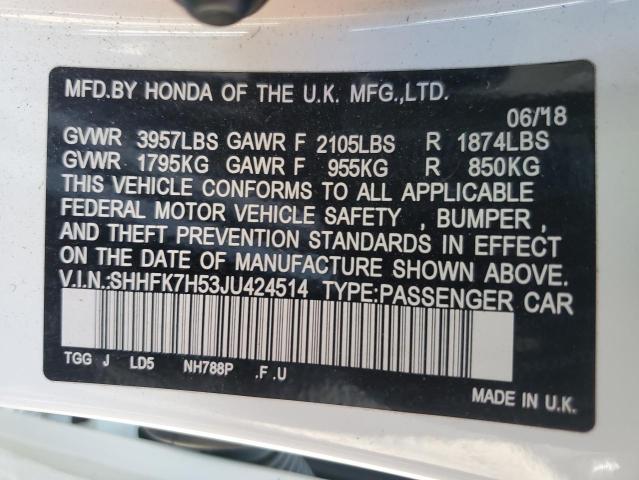 MFD.BY HONDA OF THE U.K. MFG.,LTD.
06/'18
GVWR 3957LBS GAWR F 2105LBS R 1874LBS
GVWR 1795KG GAWR F 955KG R 850KG
THIS VEHICLE CONFORMS TO ALL APPLICABLE
FEDERAL MOTOR VEHICLE SAFETY , BUMPER ,
AND THEFT PREVENTION STANDARDS IN EFFECT
ON THE DATE OF MANUFACTURE SHOWN ABOVE.
V.I.N.:SHHFK7H53JU424514 TYPE:PASSENGER CAR
TGG J LD5 NH788P .F .U
MADE IN U.K.